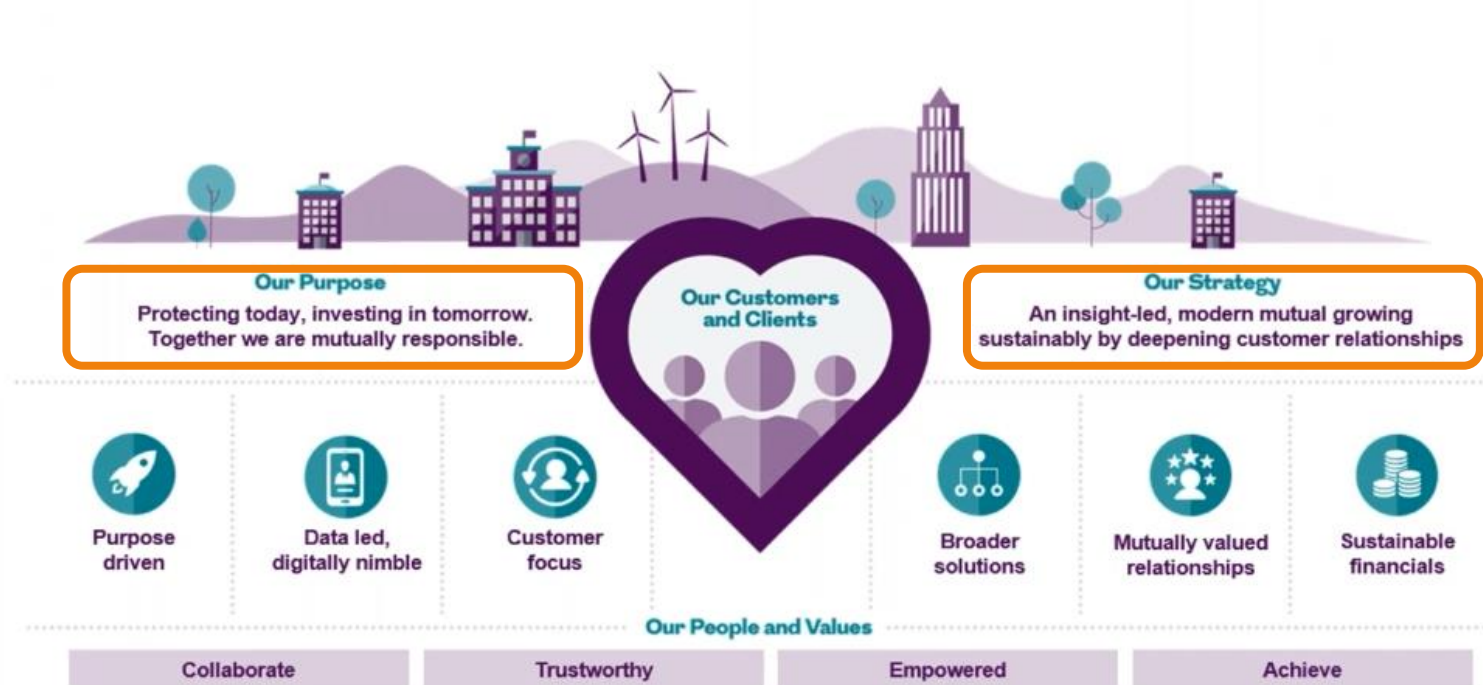 Our Purpose
Protecting today, investing in tomorrow.
Together we are mutually responsible.
Our Customers
and Clients
Our Strategy
An insight-led, modern mutual growing
sustainably by deepening customer relationships
Purpose
driven
Data led,
digitally nimble
Customer
focus
Broader
solutions
Mutually valued
relationships
Sustainable
financials
Our People and Values
Collaborate
Trustworthy
Empowered
Achieve